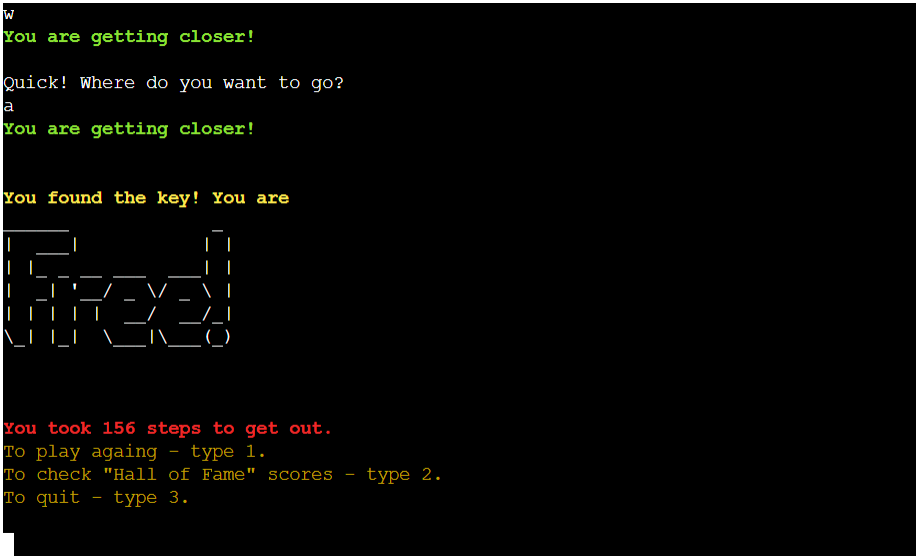 w
You are getting closer!
Quick! Where do you want to go?
a
You are getting closer!
You found the key! You are
Free!
You took 156 steps to get out.
To play againg - type 1.
To check "Hall of Fame" scores - type 2.
To quit - type 3.